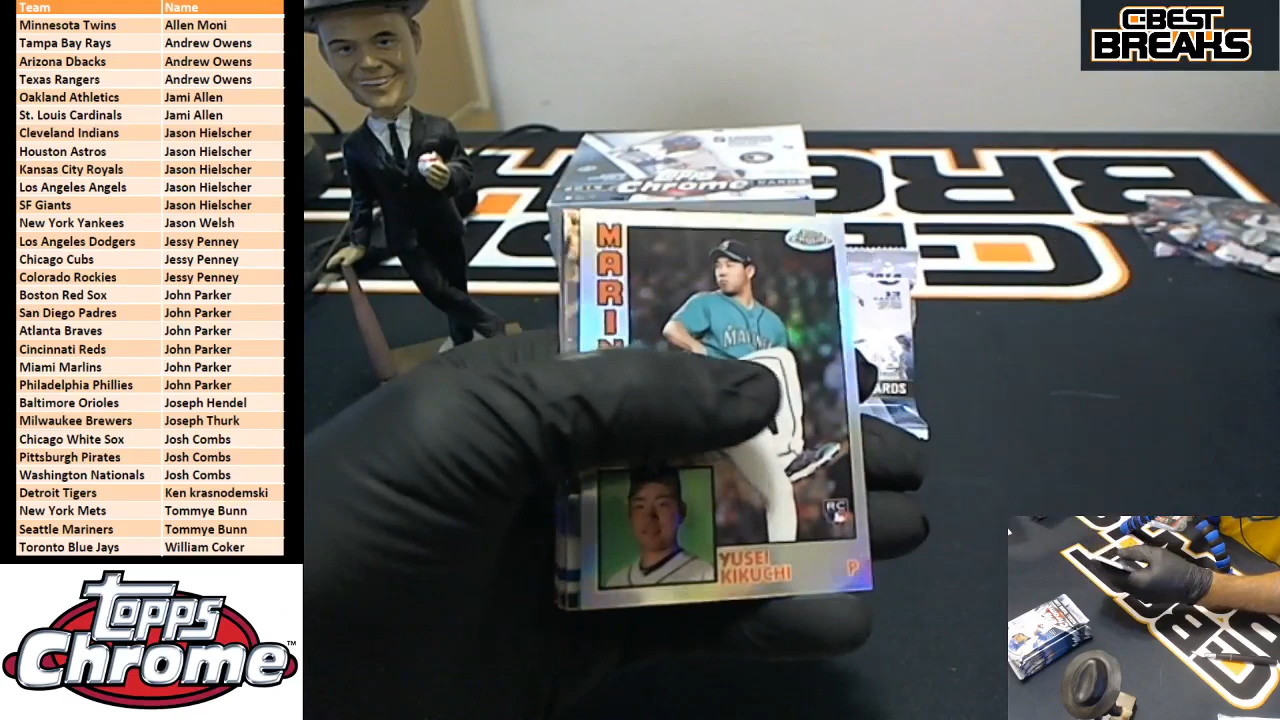 Team Name
Minnesota Twins Allen Moni
Tampa Bay Rays Andrew Owens
Arizona Dbacks Andrew Owens
Texas Rangers Andrew Owens
Oakland Athletics Jami Allen
St. Louis Cardinals Jami Allen
Cleveland Indians Jason Hielscher
Houston Astros Jason Hielscher
Kansas City Royals Jason Hielscher
Los Angeles Angels Jason Hielscher
SF Giants Jason Hielscher
New York Yankees Jason Welsh
Los Angeles Dodgers Jessy Penney
Chicago Cubs Jessy Penney
Colorado Rockies Jessy Penney
Boston Red Sox John Parker
San Diego Padres John Parker
Atlanta Braves John Parker
Cincinnati Reds John Parker
Miami Marlins John Parker
Philadelphia Phillies John Parker
Baltimore Orioles Joseph Hendel
Milwaukee Brewers Joseph Thurk
Chicago White Sox Josh Combs
Pittsburgh Pirates Josh Combs
Washington Nationals Josh Combs
Detroit Tigers Ken krasnodemski
New York Mets Tommye Bunn
Seattle Mariners Tommye Bunn
Toronto Blue Jays William Coker
topps
Chrome™
C-BEST
BREAKS
Topps
Chrome
CARDS
MARIN
MARINE
RC
YUSEI
KIKUCHI
P
ARDS